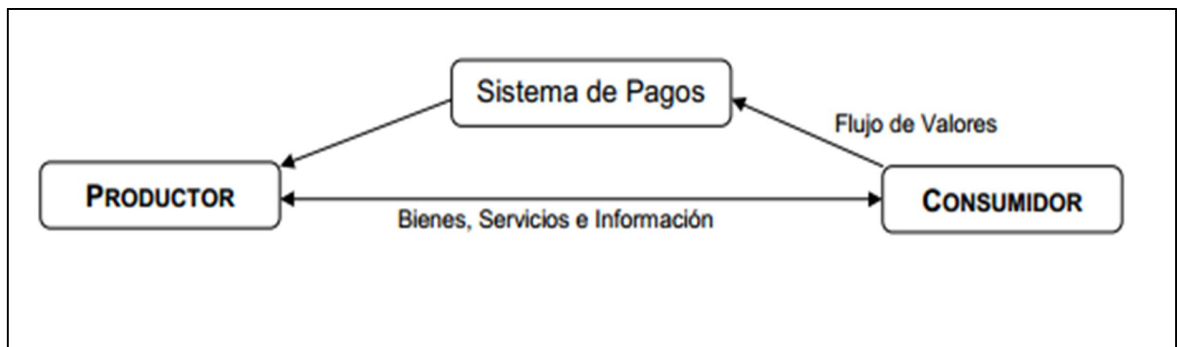 Sistema de Pagos
Flujo de Valores
PRODUCTOR
CONSUMIDOR
Bienes, Servicios e Información